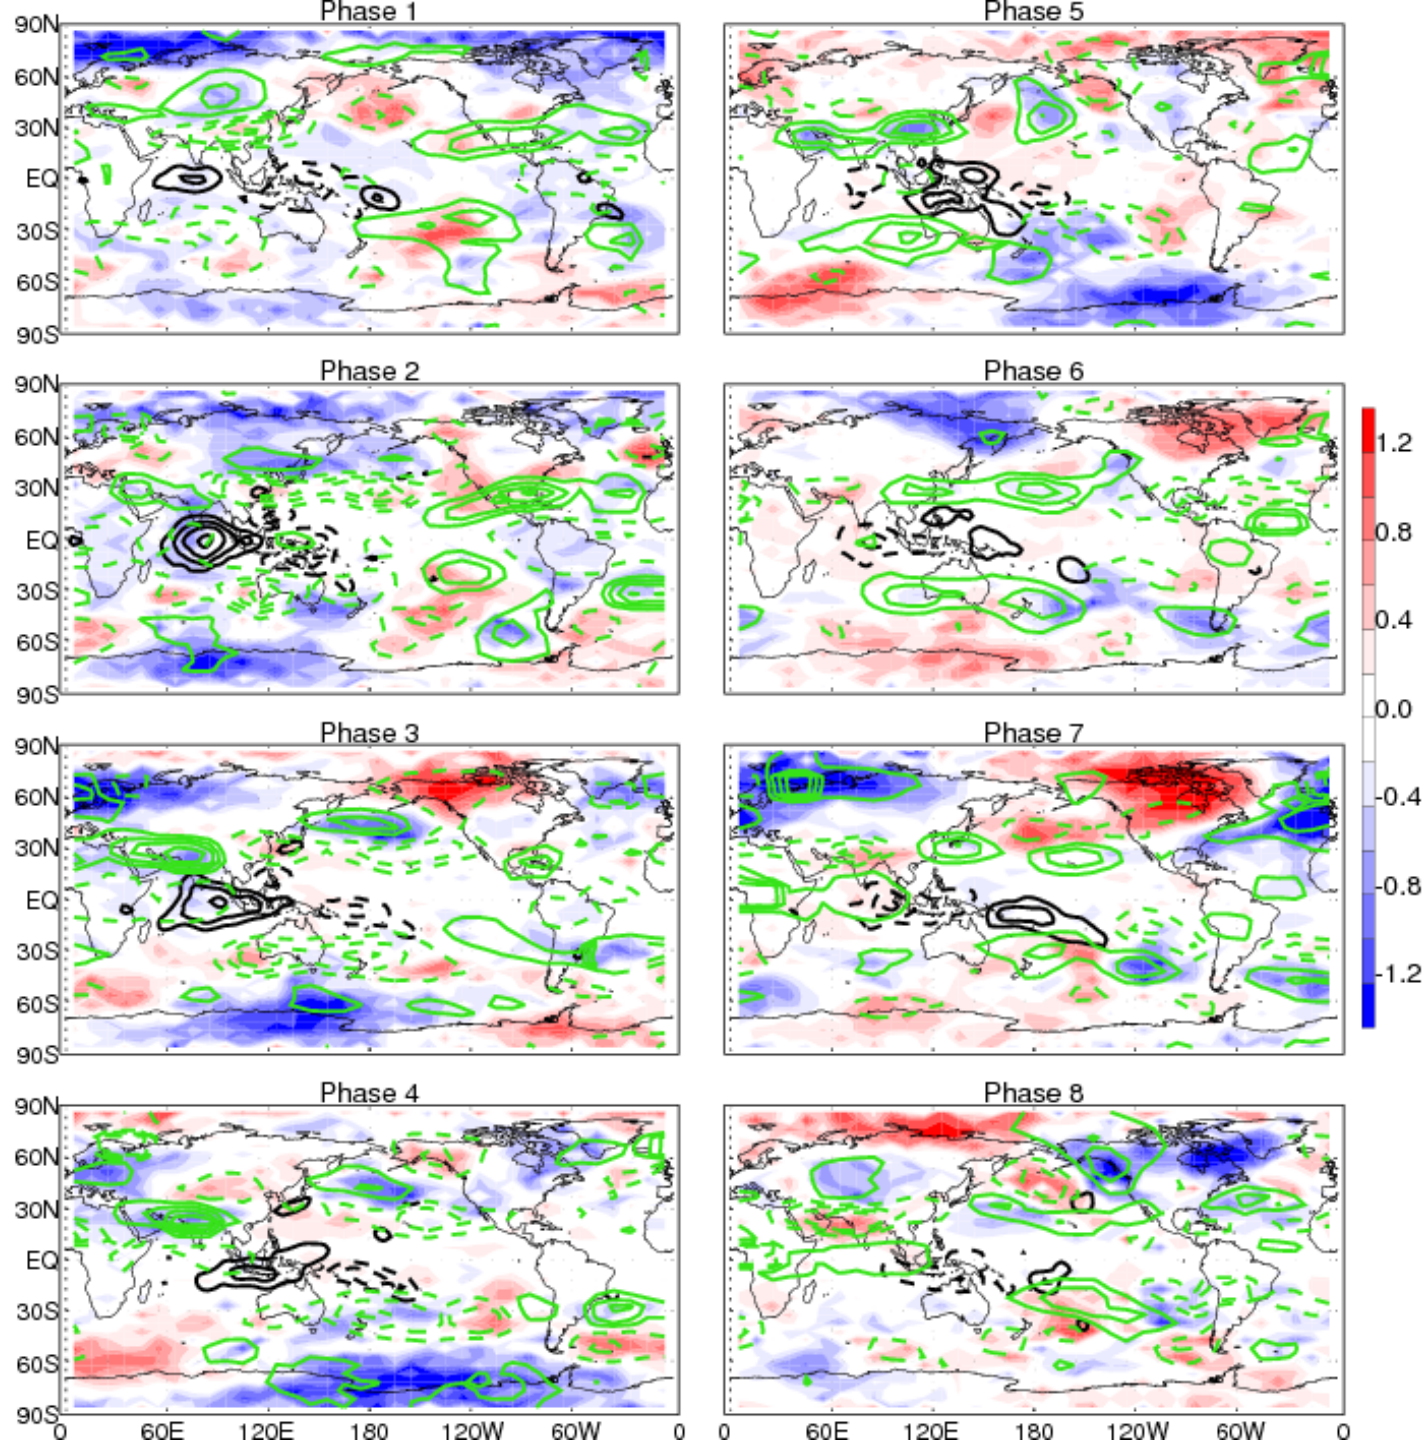 Phase 1 Phase 5
90N
60N
30N
EQ
30S
60S
90S
Phase 2 Phase 6
90N
60N
30N
EQ
30S
60S
90S
1.2
0.8
0.4
0.0
-0.4
-0.8
-1.2
Phase 3 Phase 7
90N
60N
30N
EQ
30S
60S
90S
Phase 4 Phase 8
90N
60N
30N
EQ
30S
60S
90S
0 60E 120E 180 120W 60W 0 0 60E 120E 180 120W 60W 0